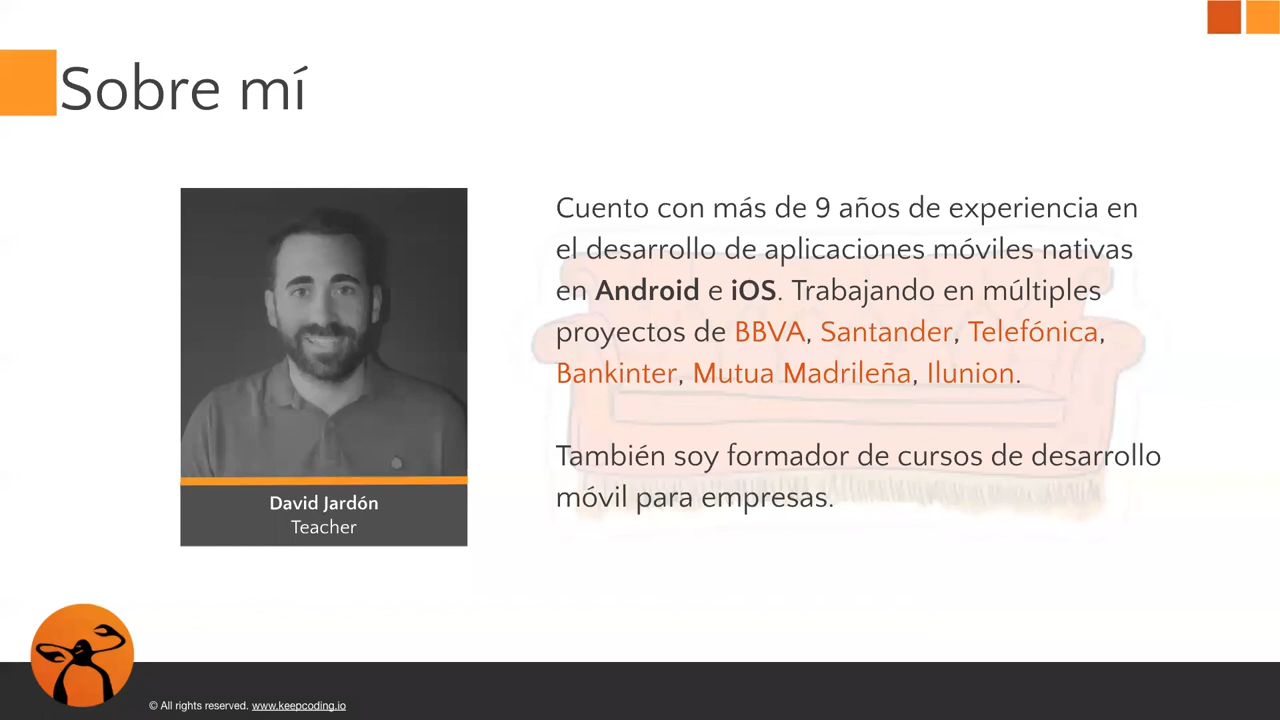 Sobre mí
Cuento con más de 9 años de experiencia en
el desarrollo de aplicaciones móviles nativas
en Android e iOS. Trabajando en múltiples
proyectos de BBVA, Santander, Telefónica,
Bankinter, Mutua Madrileña, Ilunion.
También soy formador de cursos de desarrollo
móvil para empresas.
David Jardón
Teacher
© All rights reserved. www.keepcoding.io